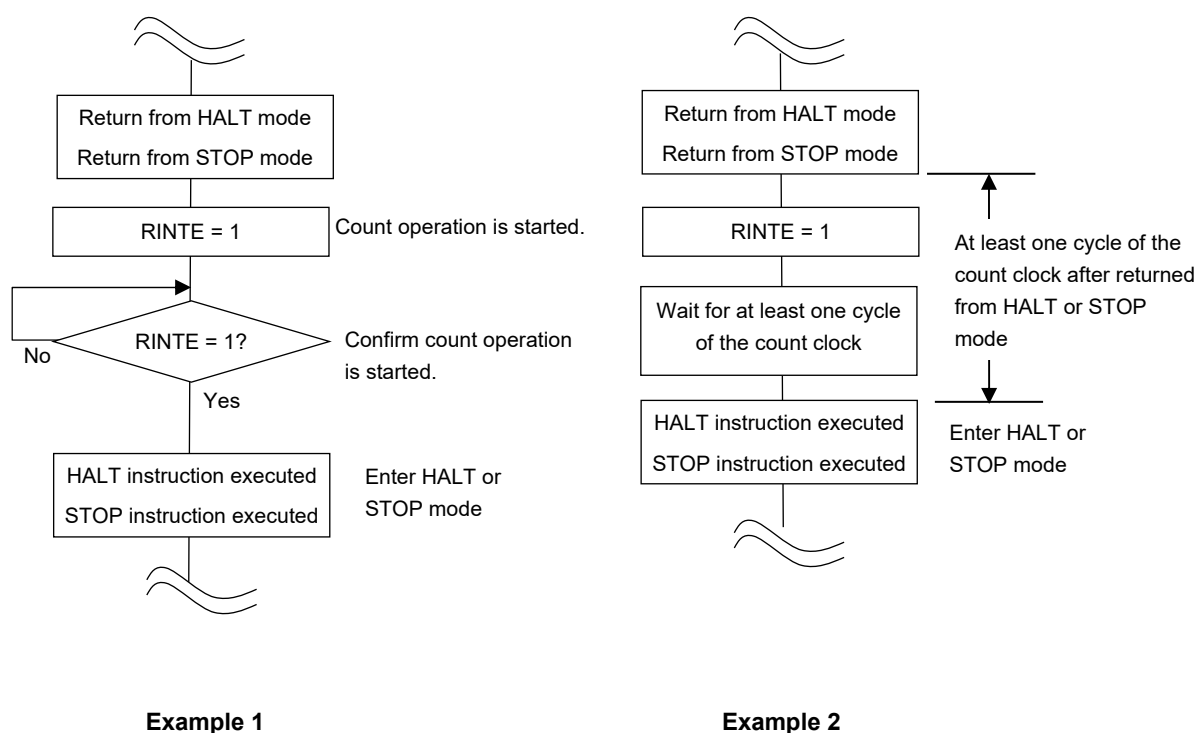 Return from HALT mode
Return from STOP mode
RINTE = 1
Count operation is started.
RINTE = 1?
No
Yes
Confirm count operation
is started.
HALT instruction executed
STOP instruction executed
Enter HALT or
STOP mode
Example 1
Return from HALT mode
Return from STOP mode
RINTE = 1
Wait for at least one cycle
of the count clock
At least one cycle of the
count clock after returned
from HALT or STOP
mode
HALT instruction executed
STOP instruction executed
Enter HALT or
STOP mode
Example 2